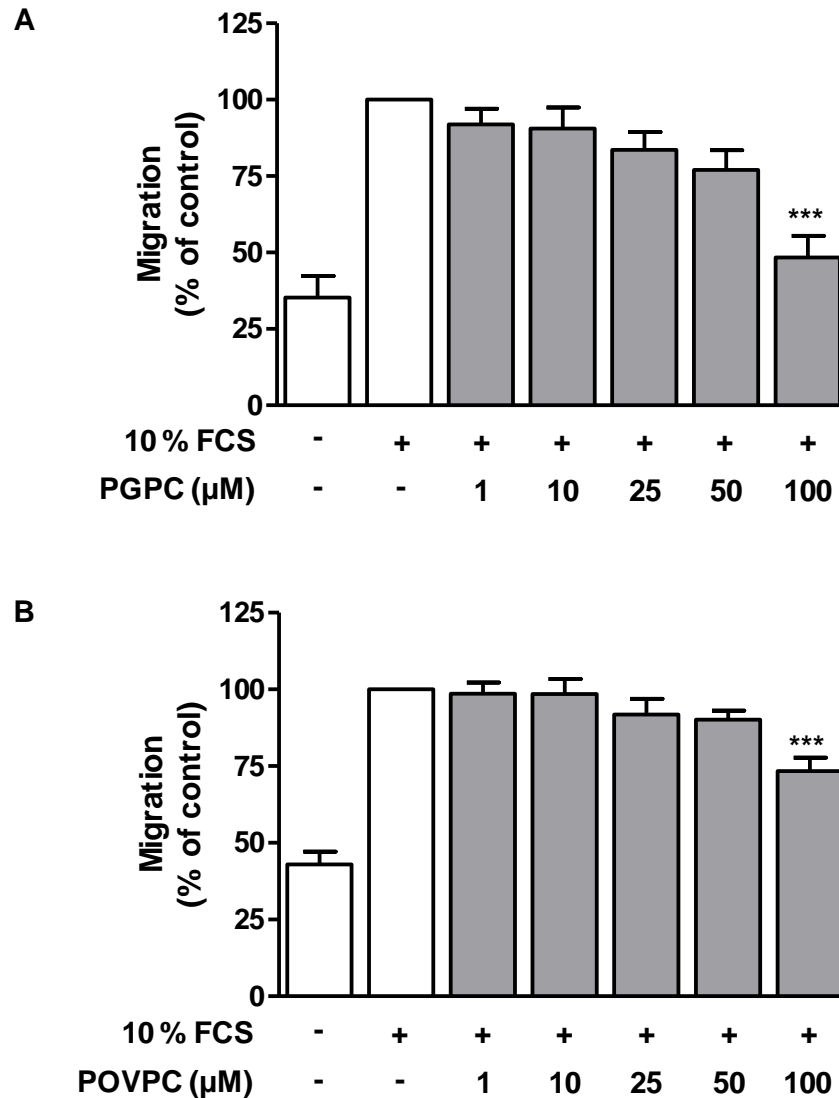 A
125
100
75
50
25
0
Migration
(% of control)
***
10 % FCS - + + + + + +
PGPC (µM) - - 1 10 25 50 100
B
125
100
75
50
25
0
Migration
(% of control)
***
10 % FCS - + + + + + +
POVPC (µM) - - 1 10 25 50 100